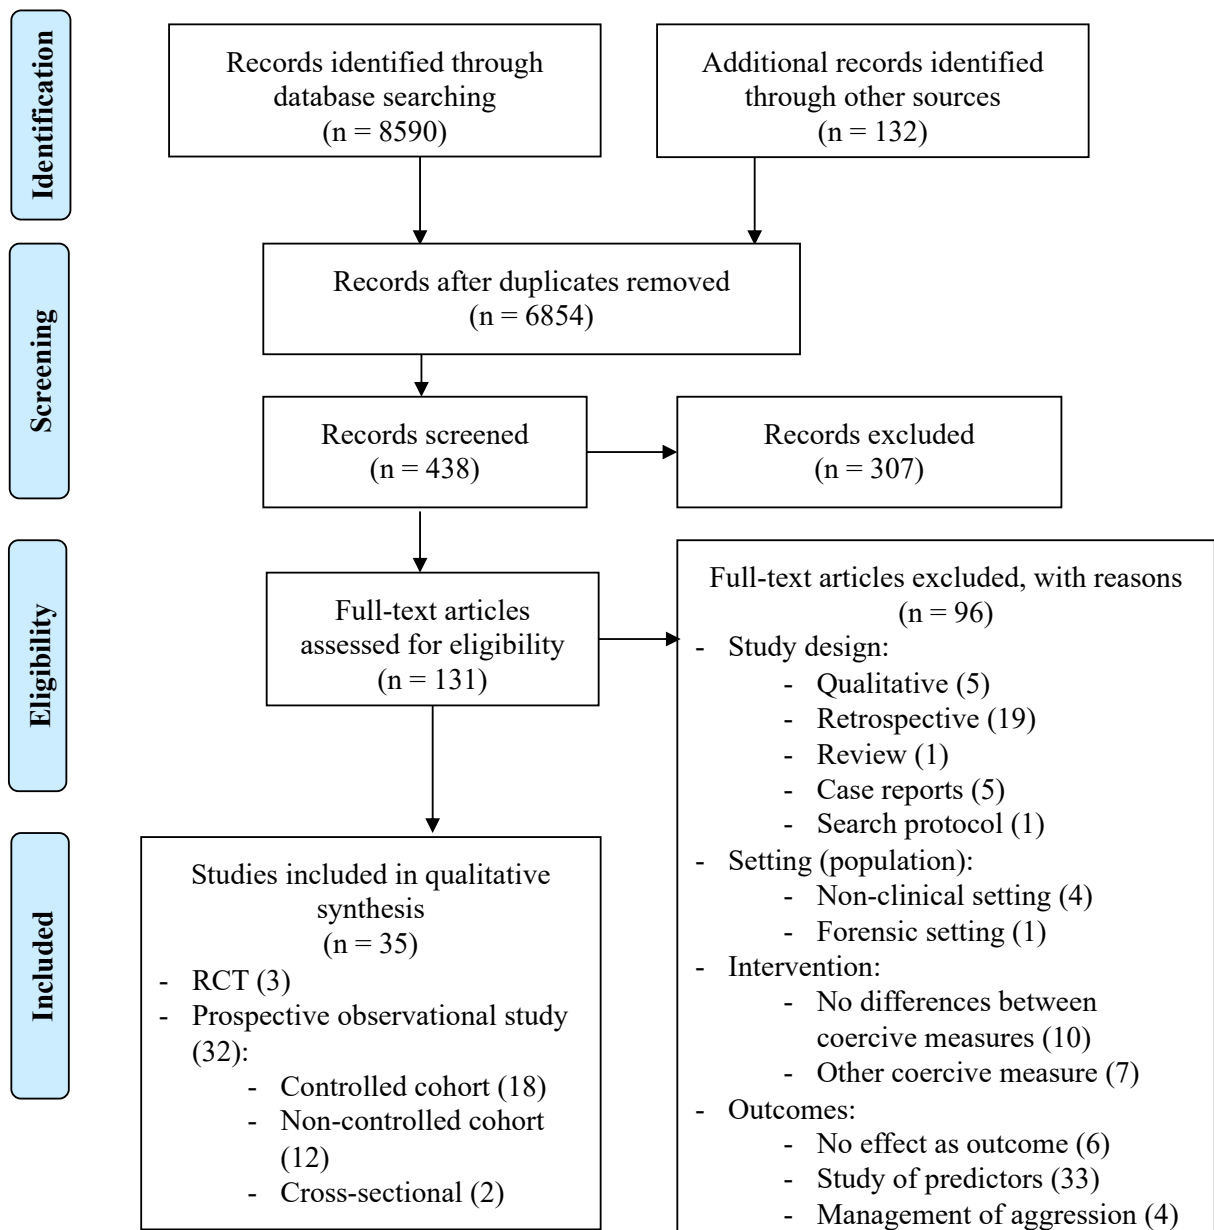 Identification
Records identified through
database searching
(n = 8590)
Additional records identified
through other sources
(n = 132)
Screening
Records after duplicates removed
(n = 6854)
Records screened
(n = 438)
Records excluded
(n = 307)
Eligibility
Full-text articles
assessed for eligibility
(n = 131)
Full-text articles excluded, with reasons
(n = 96)
- Study design:
- Qualitative (5)
- Retrospective (19)
- Review (1)
- Case reports (5)
- Search protocol (1)
- Setting (population):
- Non-clinical setting (4)
- Forensic setting (1)
- Intervention:
- No differences between
coercive measures (10)
- Other coercive measure (7)
- Outcomes:
- No effect as outcome (6)
- Study of predictors (33)
- Management of aggression (4)
Included
Studies included in qualitative
synthesis
(n = 35)
- RCT (3)
- Prospective observational study
(32):
- Controlled cohort (18)
- Non-controlled cohort
(12)
- Cross-sectional (2)